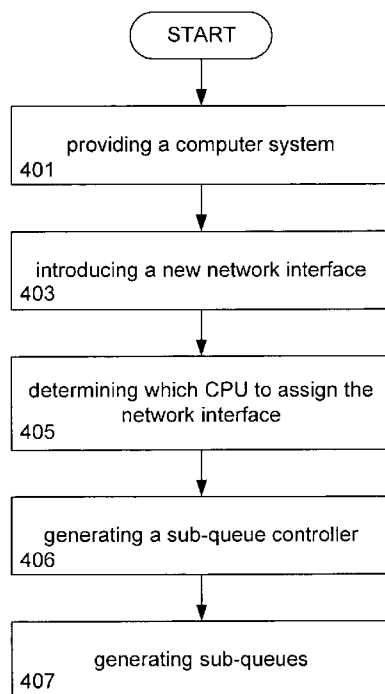 START
providing a computer system
401
introducing a new network interface
403
determining which CPU to assign the
network interface
405
generating a sub-queue controller
406
generating sub-queues
407